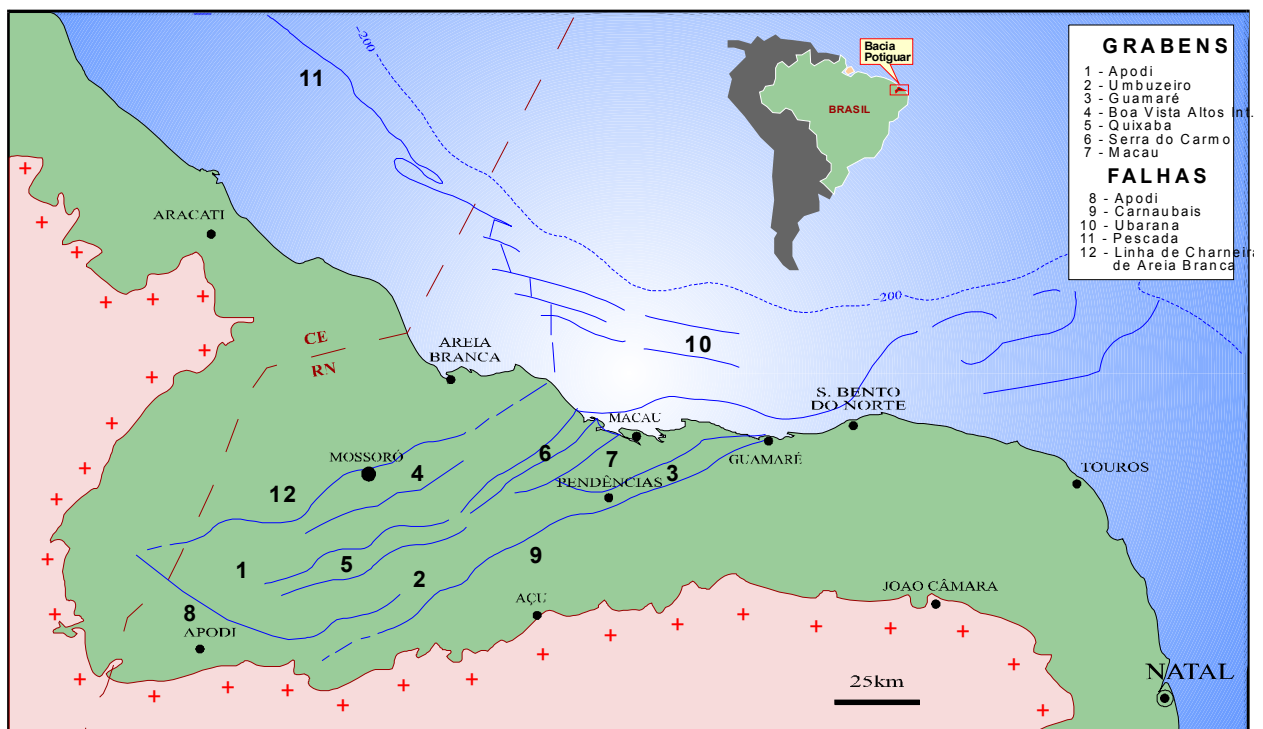 GRABENS
1 - Apodi
2 - Umbuzeiro
3 - Guamaré
4 - Boa Vista Altos Int.
5 - Quixaba
6 - Serra do Carmo
7 - Macau
FALHAS
8 - Apodi
9 - Carnaubais
10 - Ubarana
11 - Pescada
12 - Linha de Charneira
de Areia Branca
Bacia
Potiguar
BRASIL
-200
11
ARACATI
-200
CE
RN
AREIA
BRANCA
10
S. BENTO
DO NORTE
MACAU
GUAMARÉ
TOUROS
MOSSORÓ
4
6
7
3
PENDÊNCIAS
12
1
5
2
9
8
APODI
AÇU
JOAO CÂMARA
25km
NATAL